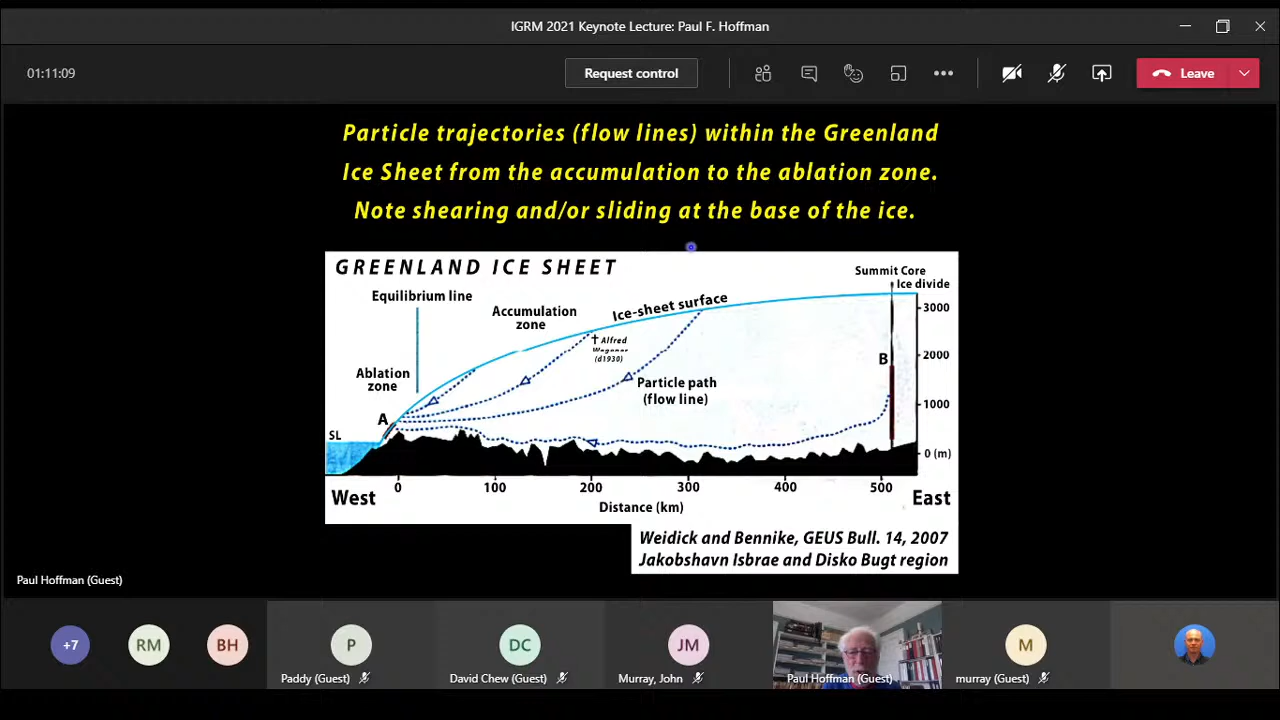 IGRM 2021 Keynote Lecture: Paul F. Hoffman
01:11:09
Request control
Leave
Particle trajectories (flow lines) within the Greenland
Ice Sheet from the accumulation to the ablation zone.
Note shearing and/or sliding at the base of the ice.
GREENLAND ICE SHEET
Summit Core
Ice divide
Equilibrium line
Accumulation
zone
Ice-sheet surface
3000
† Alfred
Wegener
(d1930)
2000
B
Ablation
zone
Particle path
(flow line)
1000
A
SL
0 (m)
0 100 200 300 400 500
West
East
Distance (km)
Weidick and Bennike, GEUS Bull. 14, 2007
Jakobshavn Isbrae and Disko Bugt region
Paul Hoffman (Guest)
+7
RM
BH
P
DC
JM
M
Paddy (Guest)
David Chew (Guest)
Murray, John
Paul Hoffman (Guest)
murray (Guest)